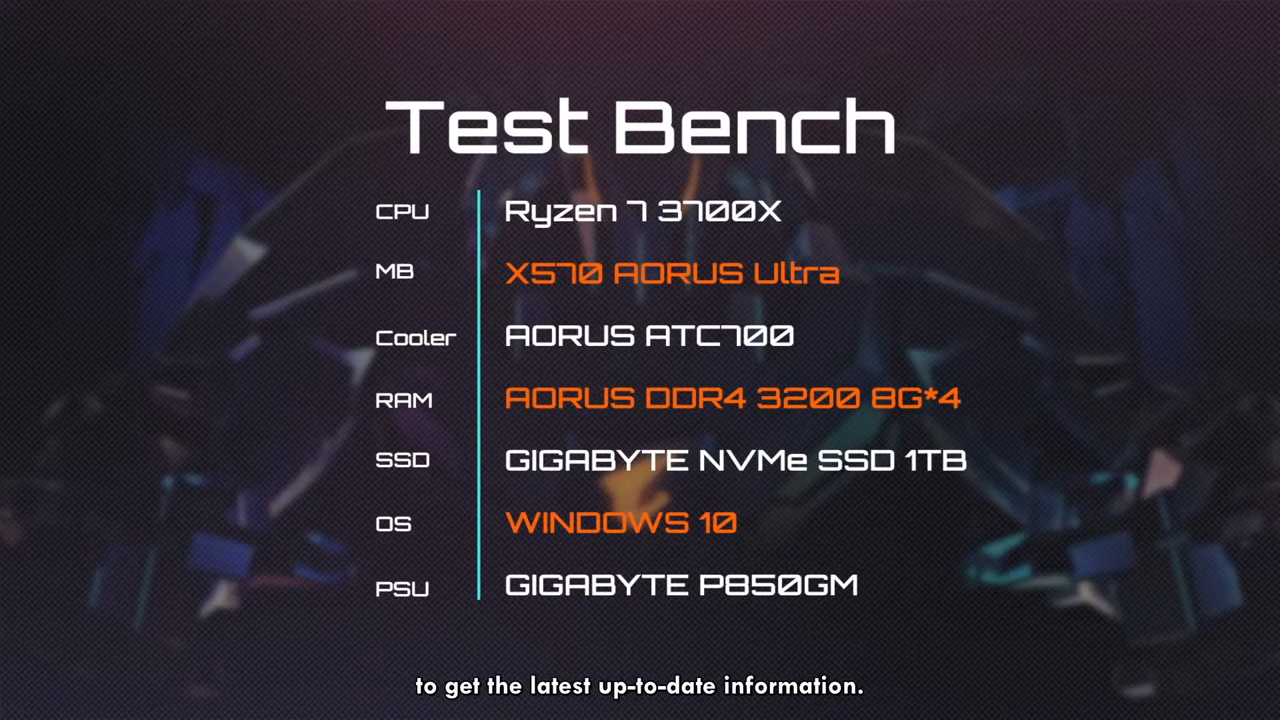 Test Bench
CPU Ryzen 7 3700X
MB X570 AORUS Ultra
Cooler AORUS ATC700
RAM AORUS DDR4 3200 8G*4
SSD GIGABYTE NVMe SSD 1TB
OS WINDOWS 10
PSU GIGABYTE P850GM
to get the latest up-to-date information.